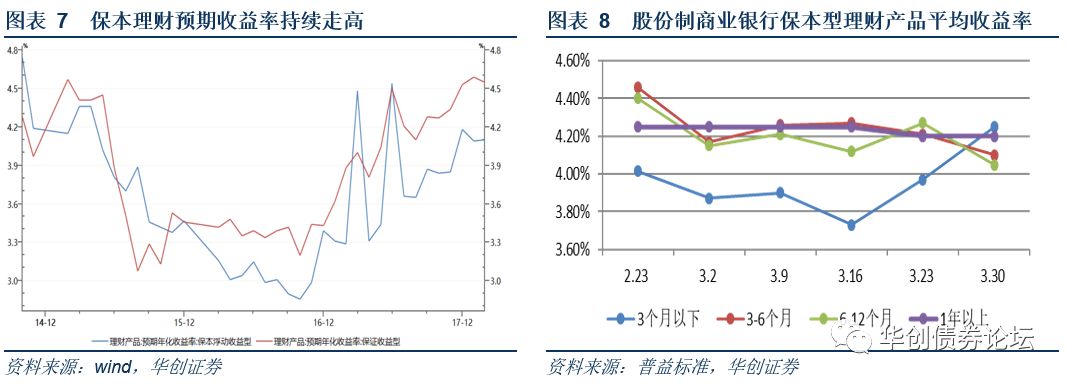 图表 7 保本理财预期收益率持续走高
% %
4.8 4.8
4.5 4.5
4.2 4.2
3.9 3.9
3.6 3.6
3.3 3.3
3.0 3.0
14-12 15-12 16-12 17-12
理财产品:预期年化收益率:保本浮动收益型 理财产品:预期年化收益率:保证收益型
资料来源：wind，华创证券
图表 8 股份制商业银行保本型理财产品平均收益率
4.60%
4.40%
4.20%
4.00%
3.80%
3.60%
2.23 3.2 3.9 3.16 3.23 3.30
3个月以下 3-6个月 6-12个月 1年以上
华创债券论坛
资料来源：普益标准，华创证券